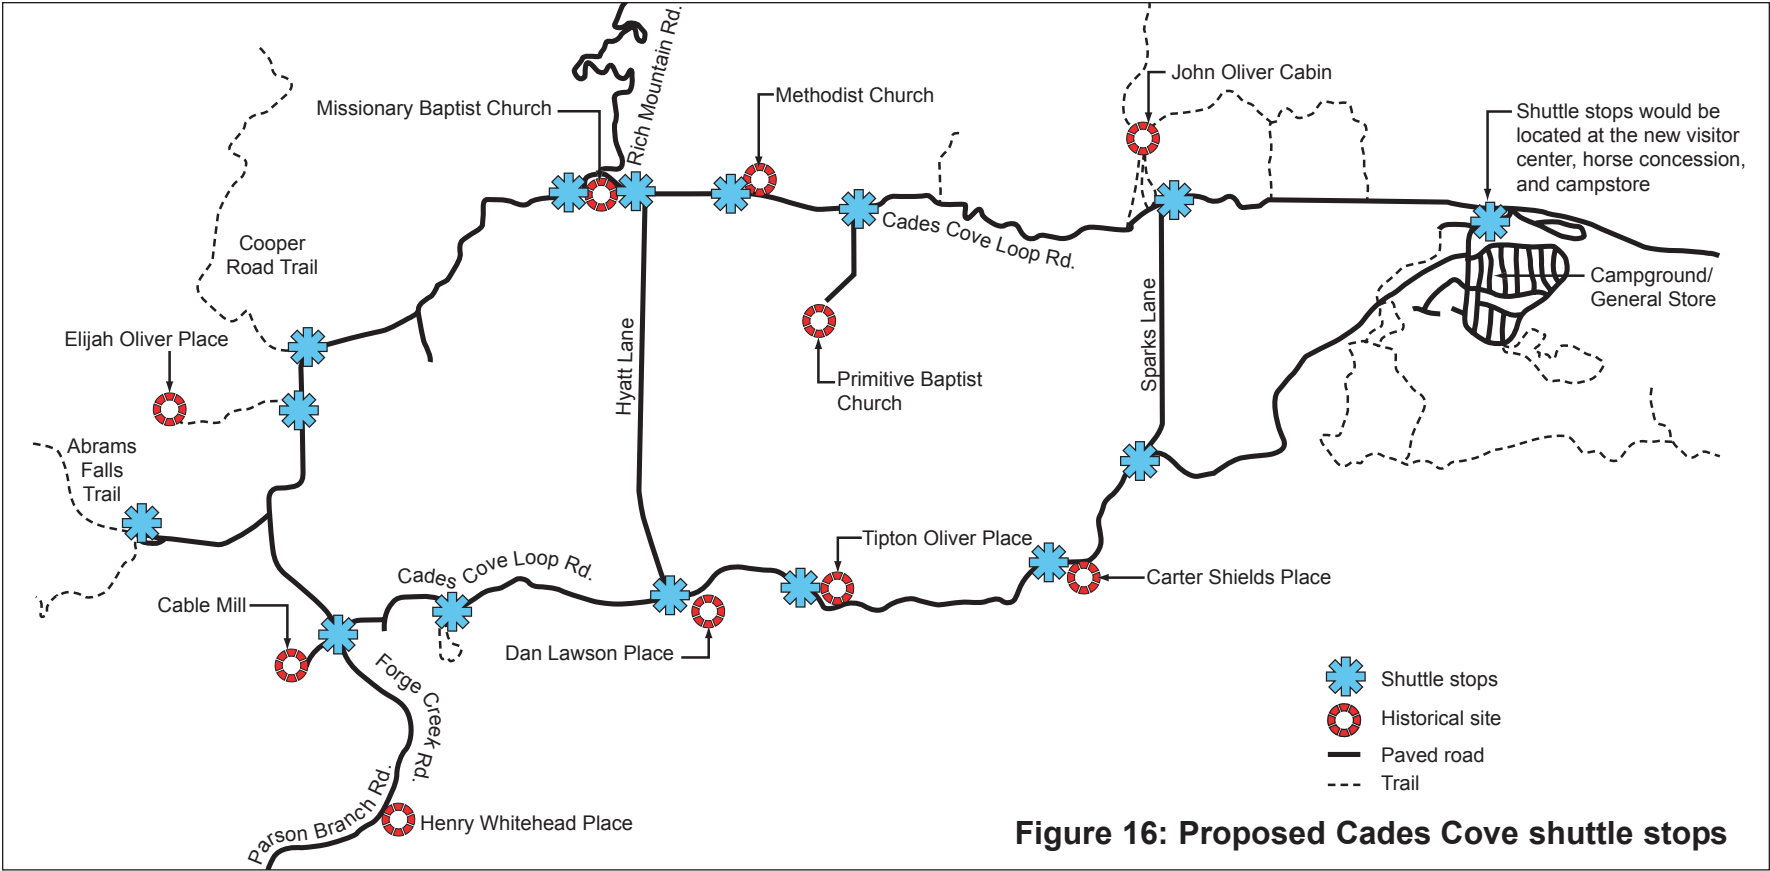 Rich Mountain Rd.
John Oliver Cabin
Missionary Baptist Church
Methodist Church
Shuttle stops would be
located at the new visitor
center, horse concession,
and campstore
Cades Cove Loop Rd.
Cooper
Road Trail
Campground/
General Store
Elijah Oliver Place
Hyatt Lane
Sparks Lane
Primitive Baptist
Church
Abrams
Falls
Trail
Tipton Oliver Place
Cades Cove Loop Rd.
Carter Shields Place
Cable Mill
Dan Lawson Place
Forge Creek Rd.
Parson Branch Rd.
Henry Whitehead Place
Shuttle stops
Historical site
Paved road
Trail
Figure 16: Proposed Cades Cove shuttle stops